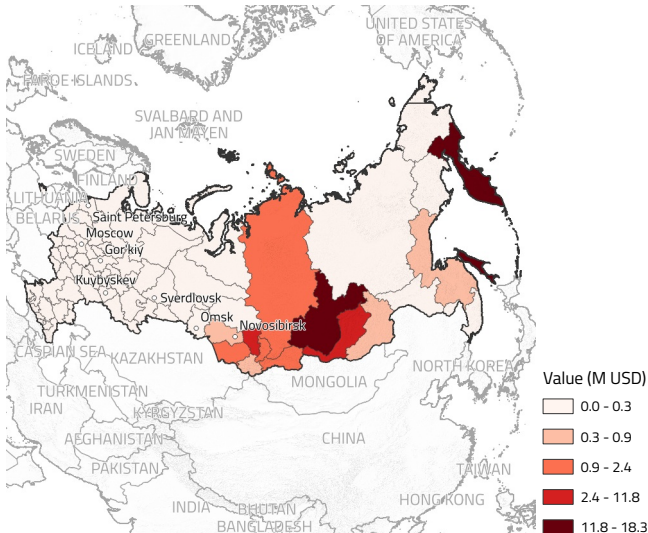 UNITED STATES
OF AMERICA
GREENLAND
ICELAND
FAROE ISLANDS
SVALBARD AND
JAN MAYEN
SWEDEN
FINLAND
LITHUANIA
BELARUS
Saint Petersburg
Moscow
Gor'kiy
Kuybyskev
Sverdlovsk
Omsk
Novosibirsk
CASPIAN SEA
KAZAKHSTAN
NORTH KOREA
MONGOLIA
TURKMENISTAN
IRAN
KYRGYZSTAN
AFGHANISTAN
CHINA
PAKISTAN
TAIWAN
INDIA
BHUTAN
HONG KONG
BANGLADESH
Value (M USD)
0.0 - 0.3
0.3 - 0.9
0.9 - 2.4
2.4 - 11.8
11.8 - 18.3